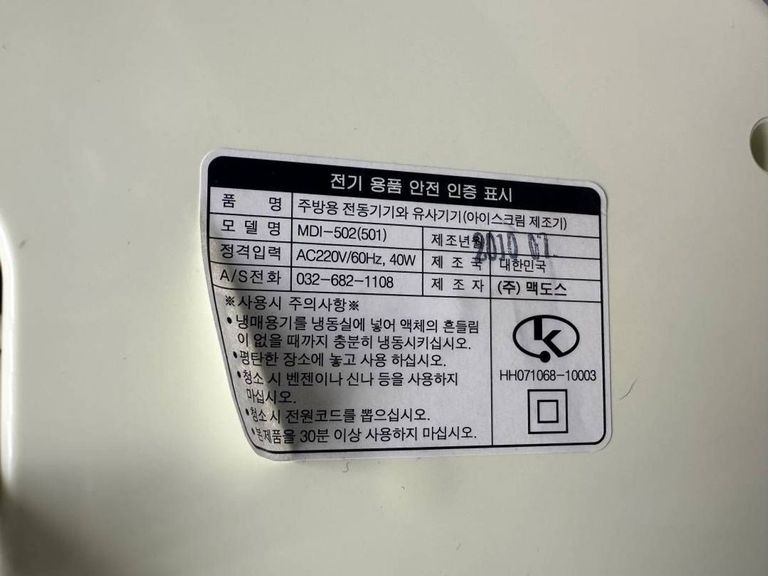 전기 용품 안전 인증 표시
품 명 주방용 전동기기와 유사기기(아이스크림 제조기)
모 델 명 MDI-502(501) 제조년월 2010 07
정격입력 AC220V/60Hz, 40W 제 조 국 대한민국
A/S전화 032-682-1108 제 조 자 (주) 맥도스
※사용시 주의사항※
•냉매용기를 냉동실에 넣어 액체의 흔들림
이 없을 때까지 충분히 냉동시키십시오.
•평탄한 장소에 놓고 사용 하십시오.
•청소 시 벤젠이나 신나 등을 사용하지
마십시오.
•청소 시 전원코드를 뽑으십시오.
•본제품을 30분 이상 사용하지 마십시오.
HH071068-10003